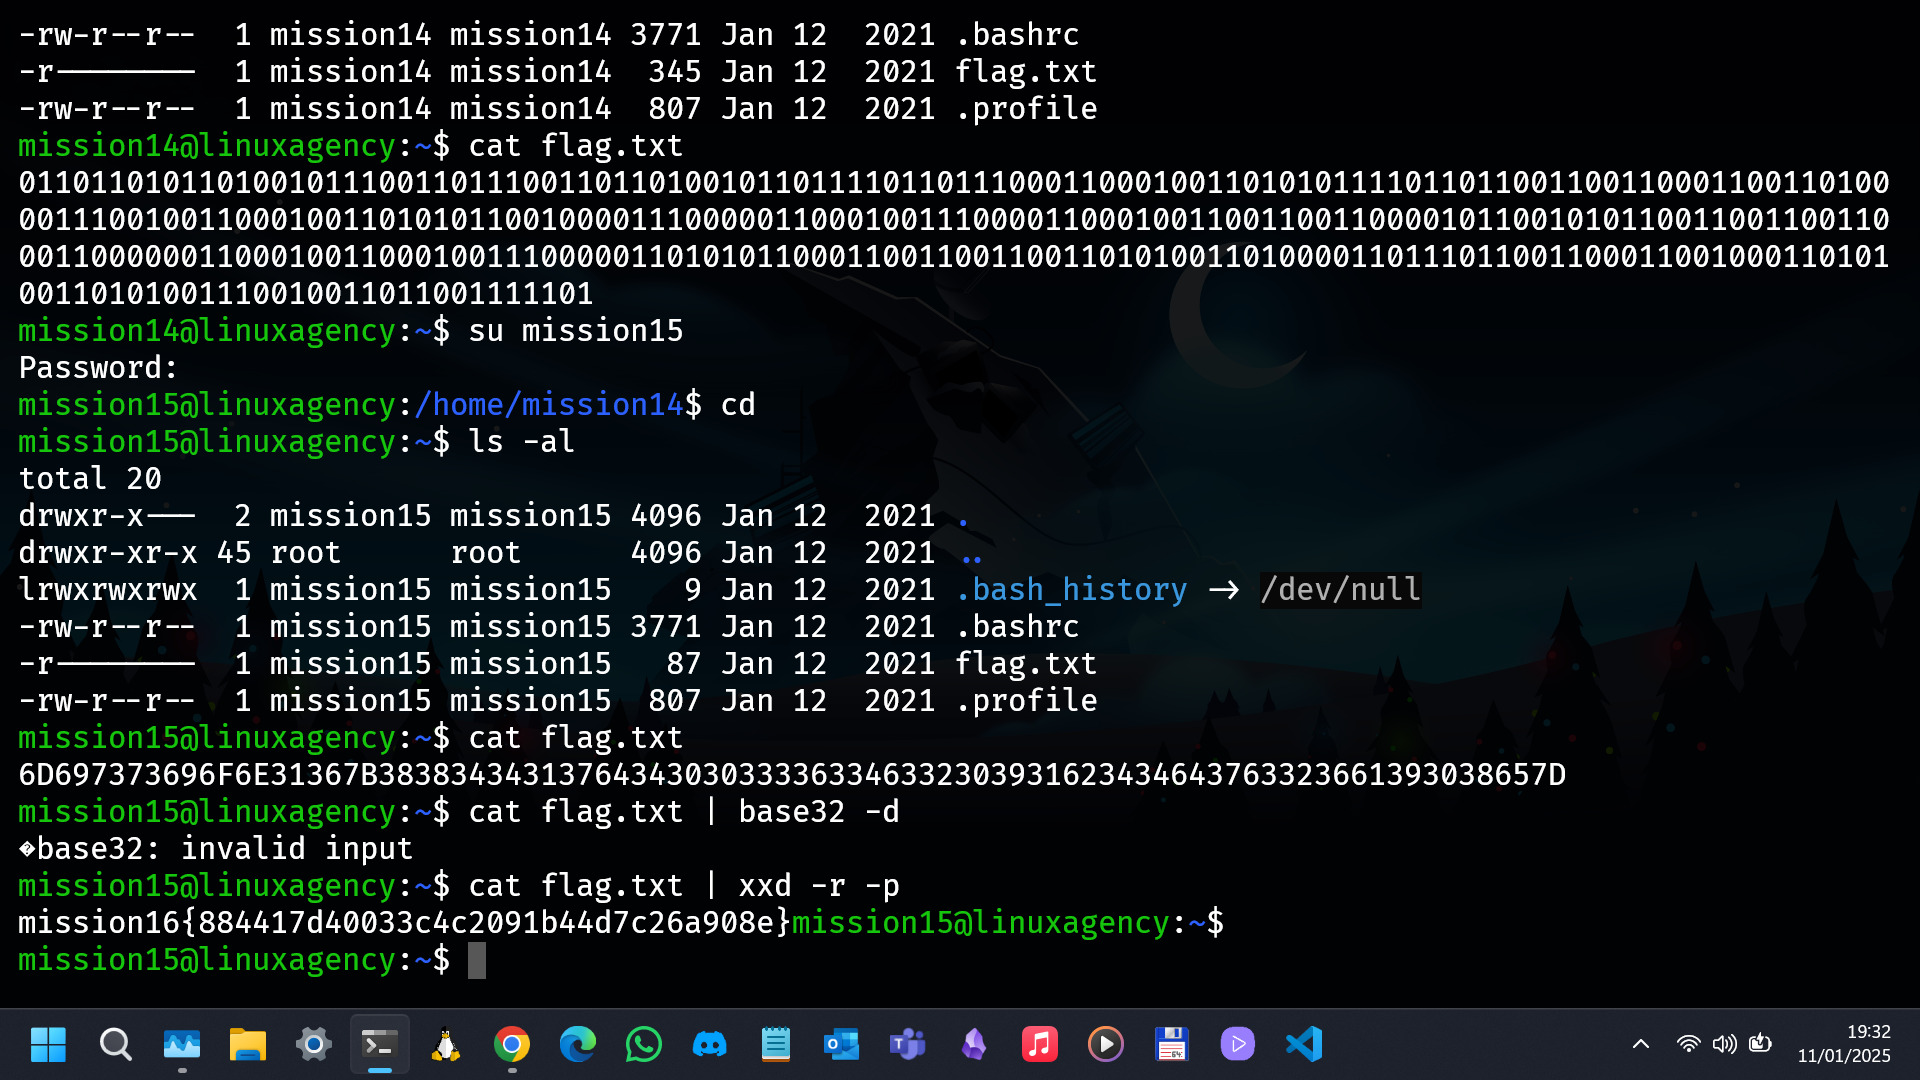 -rw-r--r--  1 mission14 mission14 3771 Jan 12  2021 .bashrc
-r--------  1 mission14 mission14  345 Jan 12  2021 flag.txt
-rw-r--r--  1 mission14 mission14  807 Jan 12  2021 .profile
mission14@linuxagency:~$ cat flag.txt
01101101011010010111001101110011011010010110111101101110001100010011010101111011011001100110001100110100
00111001001100010011010101100100001110000011000100111000011000100110011001100001011001010110011001100110
00110000001100010011000100111000001101010110001100110011001101010011010000110111011001100011001000110101
00110101001110010011011001111101
mission14@linuxagency:~$ su mission15
Password:
mission15@linuxagency:/home/mission14$ cd
mission15@linuxagency:~$ ls -al
total 20
drwxr-x---  2 mission15 mission15 4096 Jan 12  2021 .
drwxr-xr-x 45 root      root      4096 Jan 12  2021 ..
lrwxrwxrwx  1 mission15 mission15    9 Jan 12  2021 .bash_history -> /dev/null
-rw-r--r--  1 mission15 mission15 3771 Jan 12  2021 .bashrc
-r--------  1 mission15 mission15   87 Jan 12  2021 flag.txt
-rw-r--r--  1 mission15 mission15  807 Jan 12  2021 .profile
mission15@linuxagency:~$ cat flag.txt
6D697373696F6E31367B38383434313764343030333363346332303931623434643763323661393038657D
mission15@linuxagency:~$ cat flag.txt | base32 -d
�base32: invalid input
mission15@linuxagency:~$ cat flag.txt | xxd -r -p
mission16{884417d40033c4c2091b44d7c26a908e}mission15@linuxagency:~$
mission15@linuxagency:~$
19:32
11/01/2025